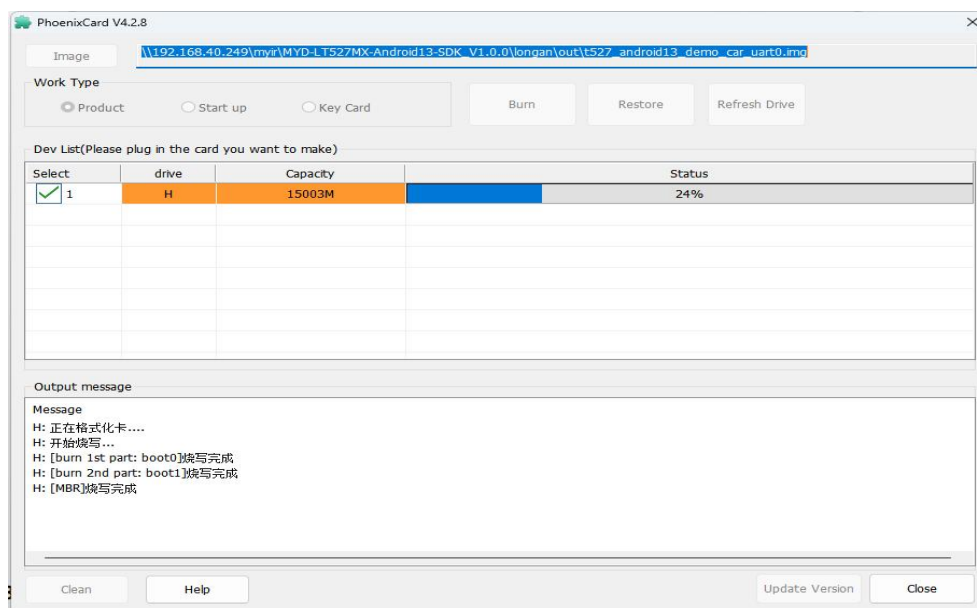 PhoenixCard V4.2.8
Image \\192.168.40.249\myir\MYD-LT527MX-Android13-SDK_V1.0.0\longan\out\t527_android13_demo_car_uart0.img
Work Type
Product Start up Key Card Burn Restore Refresh Drive
Dev List(Please plug in the card you want to make)
Select drive Capacity Status
1 H 15003M 24%
Output message
Message
H: 正在格式化卡....
H: 开始烧写...
H: [burn 1st part: boot0]烧写完成
H: [burn 2nd part: boot1]烧写完成
H: [MBR]烧写完成
Clean Help Update Version Close